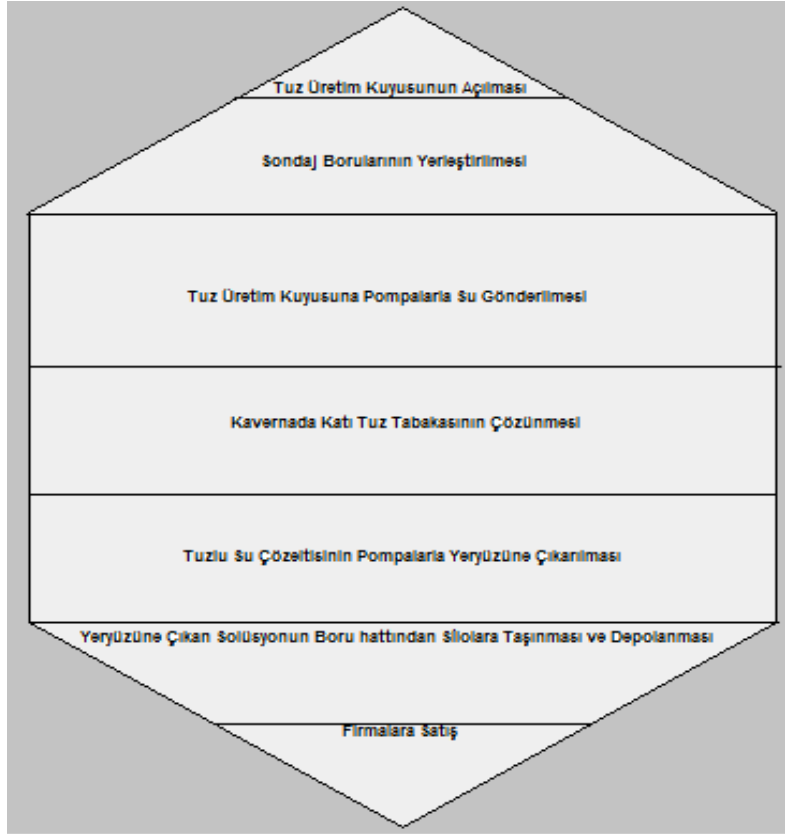 Tuz Üretim Kuyusunun Açılması
Sondaj Borularının Yerleştirilmesi
Tuz Üretim Kuyusuna Pompalarla Su Gönderilmesi
Kavernada Katı Tuz Tabakasının Çözünmesi
Tuzlu Su Çözeltisinin Pompalarla Yeryüzüne Çıkarılması
Yeryüzüne Çıkan Solüsyonun Boru hattından Silolara Taşınması ve Depolanması
Firmalara Satış